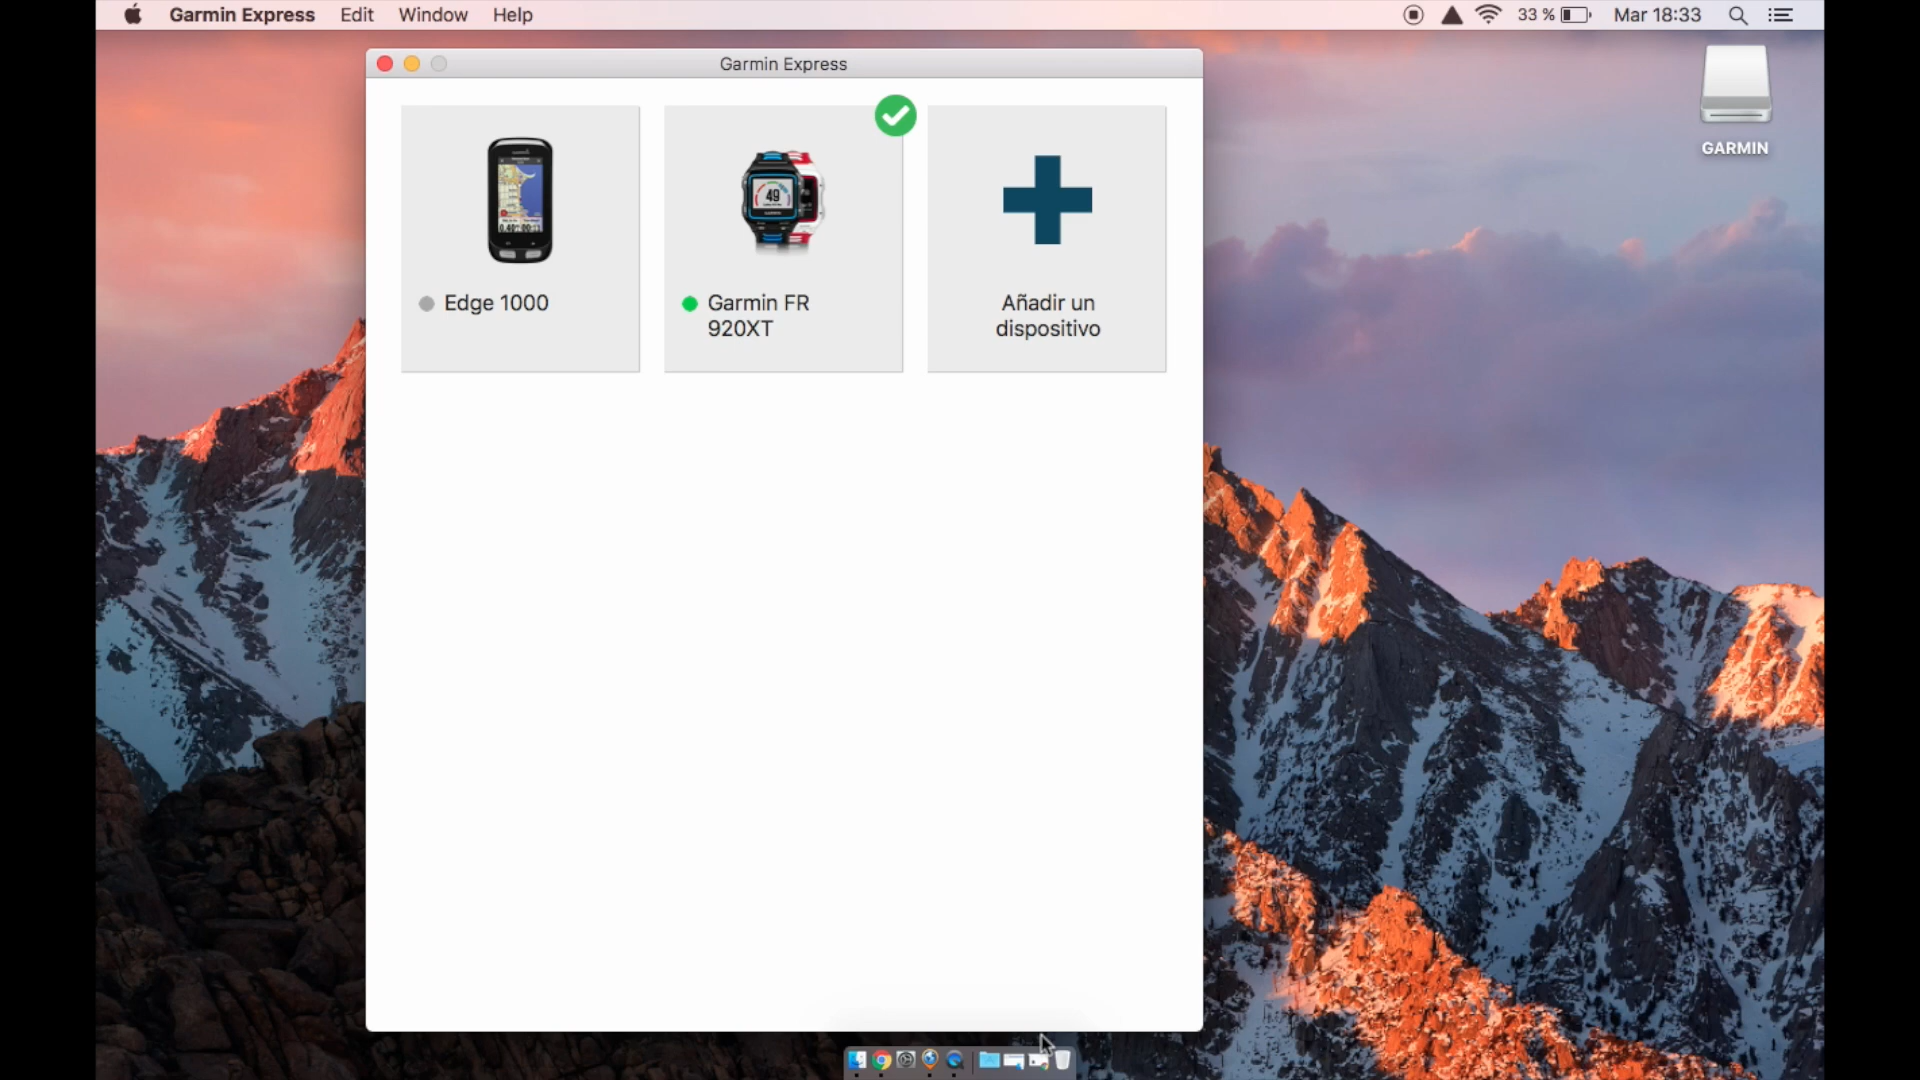 Garmin Express Edit Window Help 33 % Mar 18:33
Garmin Express
GARMIN
49
Edge 1000
Garmin FR
920XT
Añadir un
dispositivo